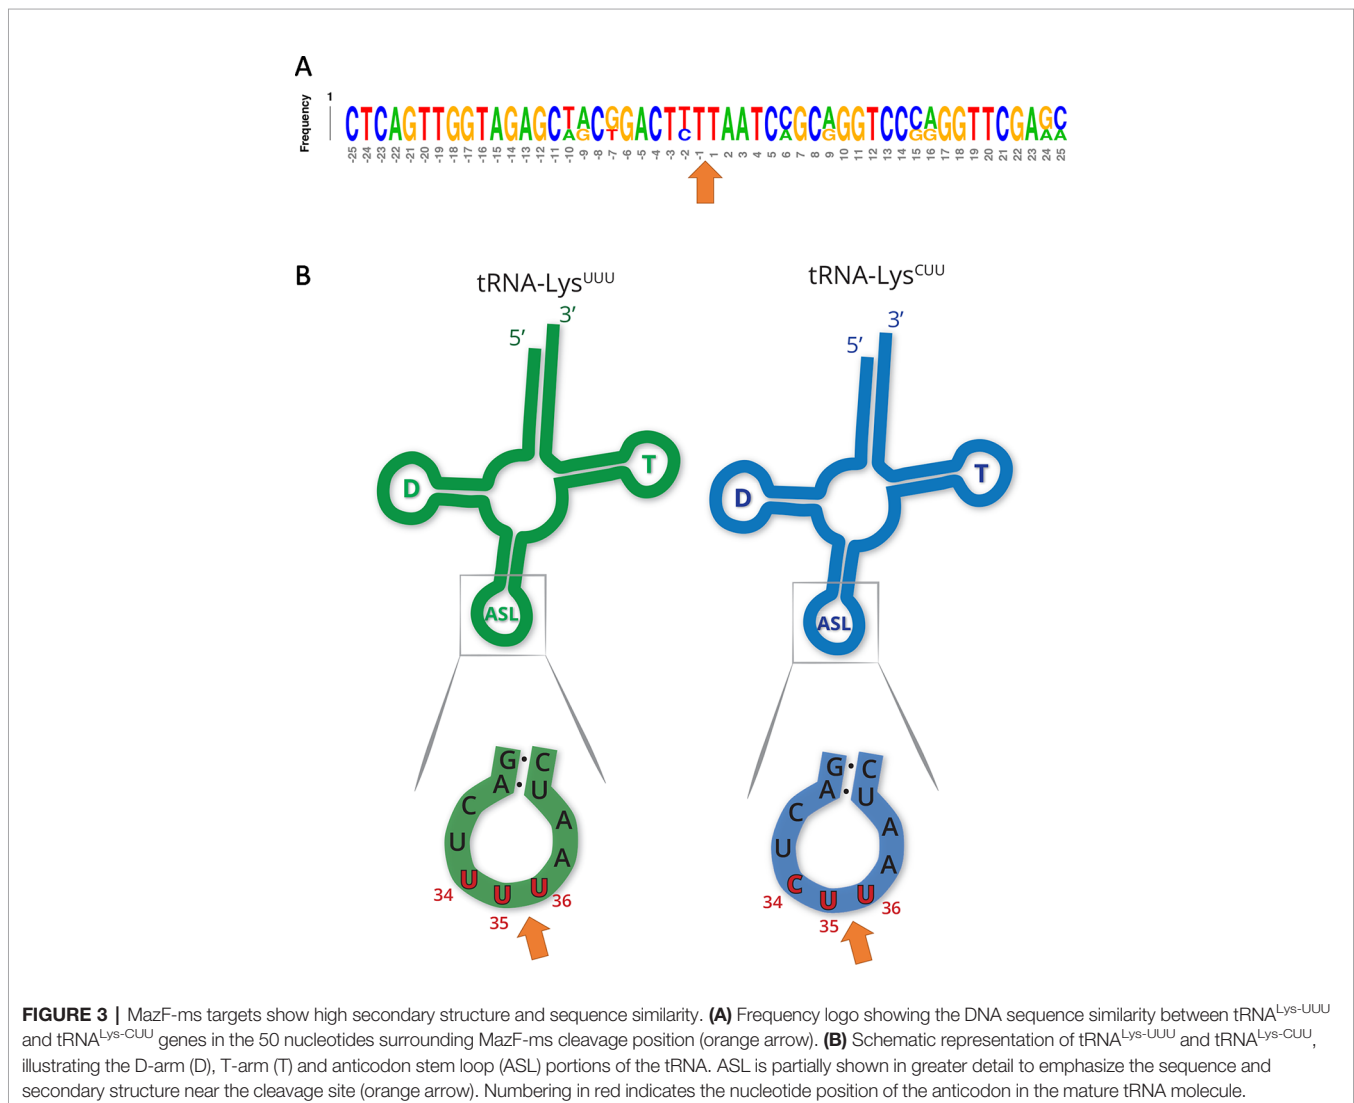 A
Frequency
1
CTCAGTTGGTAGAGCTACGGACTTTTAATCCGCAGGTCCCAGGTTCGAGC
AGTCAGGGAA
-25 -24 -23 -22 -21 -20 -19 -18 -17 -16 -15 -14 -13 -12 -11 -10 -9 -8 -7 -6 -5 -4 -3 -2 -1 1 2 3 4 5 6 7 8 9 10 11 12 13 14 15 16 17 18 19 20 21 22 23 24 25
B
tRNA-LysUUU
tRNA-LysCUU
5’ 3’
5’ 3’
D T
D T
ASL
ASL
G · C
A · U
C A
U A
U U U
34 35 36
G · C
A · U
C A
U A
C U U
34 35 36
FIGURE 3 | MazF-ms targets show high secondary structure and sequence similarity. (A) Frequency logo showing the DNA sequence similarity between tRNALys-UUU
and tRNALys-CUU genes in the 50 nucleotides surrounding MazF-ms cleavage position (orange arrow). (B) Schematic representation of tRNALys-UUU and tRNALys-CUU,
illustrating the D-arm (D), T-arm (T) and anticodon stem loop (ASL) portions of the tRNA. ASL is partially shown in greater detail to emphasize the sequence and
secondary structure near the cleavage site (orange arrow). Numbering in red indicates the nucleotide position of the anticodon in the mature tRNA molecule.